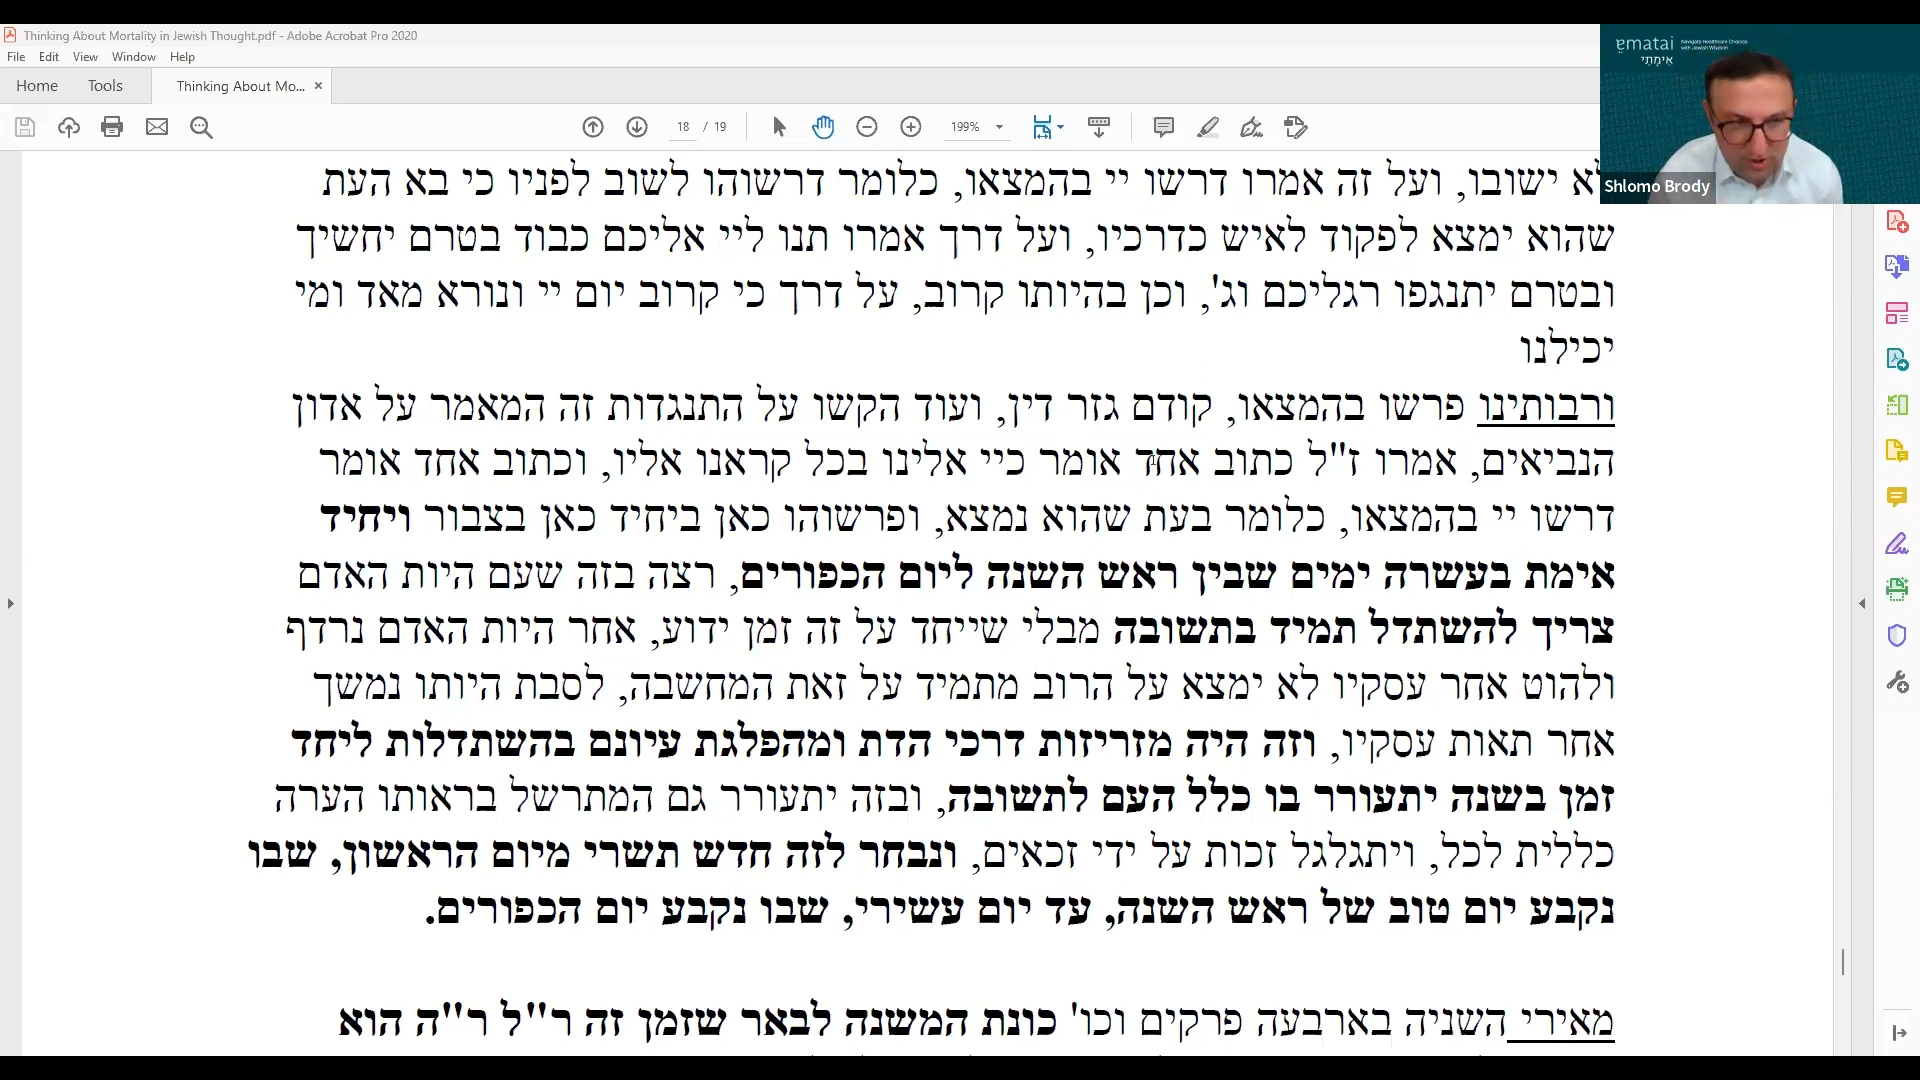 Thinking About Mortality in Jewish Thought.pdf - Adobe Acrobat Pro 2020
File Edit View Window Help
Home Tools Thinking About Mo... ×
18 / 19 199%
ematai Navigate Healthcare Choices with Jewish Wisdom
אֵימָתַי
Shlomo Brody
לא ישובו, ועל זה אמרו דרשו יי בהמצאו, כלומר דרשוהו לשוב לפניו כי בא העת
שהוא ימצא לפקוד לאיש כדרכיו, ועל דרך אמרו תנו ליי אליכם כבוד בטרם יחשיך
ובטרם יתנגפו רגליכם וג', וכן בהיותו קרוב, על דרך כי קרוב יום יי ונורא מאד ומי
יכילנו
ורבותינו פרשו בהמצאו, קודם גזר דין, ועוד הקשו על התנגדות זה המאמר על אדון
הנביאים, אמרו ז"ל כתוב אחד אומר כיי אלינו בכל קראנו אליו, וכתוב אחד אומר
דרשו יי בהמצאו, כלומר בעת שהוא נמצא, ופרשוהו כאן ביחיד כאן בצבור ויחיד
אימת בעשרה ימים שבין ראש השנה ליום הכפורים, רצה בזה שעם היות האדם
צריך להשתדל תמיד בתשובה מבלי שייחד על זה זמן ידוע, אחר היות האדם נרדף
ולהוט אחר עסקיו לא ימצא על הרוב מתמיד על זאת המחשבה, לסבת היותו נמשך
אחר תאות עסקיו, וזה היה מזריזות דרכי הדת ומהפלגת עיונם בהשתדלות ליחד
זמן בשנה יתעורר בו כלל העם לתשובה, ובזה יתעורר גם המתרשל בראותו הערה
כללית לכל, ויתגלגל זכות על ידי זכאים, ונבחר לזה חדש תשרי מיום הראשון, שבו
נקבע יום טוב של ראש השנה, עד יום עשירי, שבו נקבע יום הכפורים.
מאירי השניה בארבעה פרקים וכו' כונת המשנה לבאר שזמן זה ר"ל ר"ה הוא